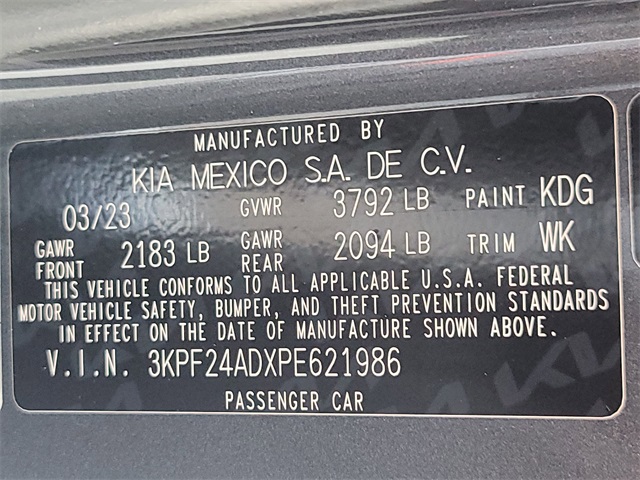 MANUFACTURED BY
KIA MEXICO S.A. DE C.V.
03/23 GVWR 3792 LB PAINT KDG
GAWR FRONT 2183 LB GAWR REAR 2094 LB TRIM WK
THIS VEHICLE CONFORMS TO ALL APPLICABLE U.S.A. FEDERAL
MOTOR VEHICLE SAFETY, BUMPER, AND THEFT PREVENTION STANDARDS
IN EFFECT ON THE DATE OF MANUFACTURE SHOWN ABOVE.
V.I.N. 3KPF24ADXPE621986
PASSENGER CAR